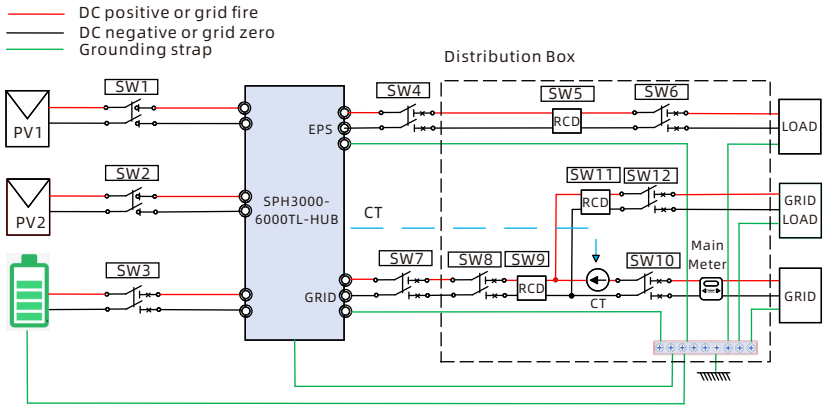 DC positive or grid fire
DC negative or grid zero
Grounding strap
Distribution Box
SW1
SW4
SW5
SW6
PV1
EPS
RCD
LOAD
SW2
SW11
SW12
PV2
SPH3000-
6000TL-HUB
CT
RCD
GRID
LOAD
SW3
SW7
SW8
SW9
SW10
Main
Meter
GRID
RCD
CT
GRID